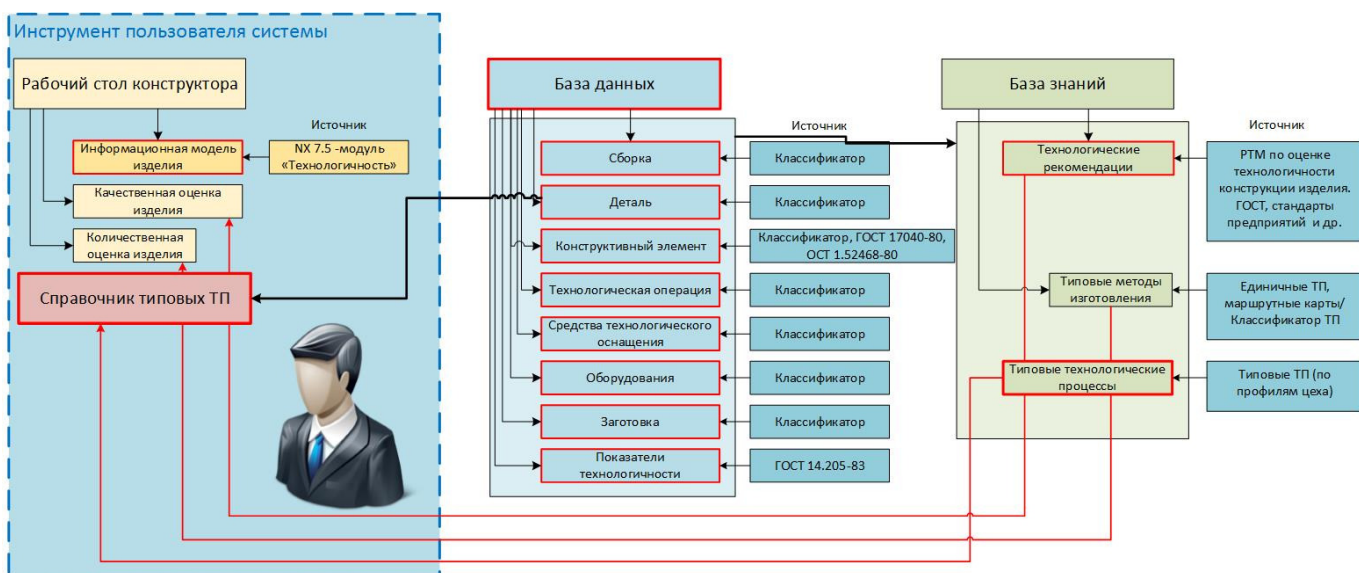 Инструмент пользователя системы
Рабочий стол конструктора
Источник
Информационная модель
изделия
NX 7.5 -модуль
«Технологичность»
Качественная оценка
изделия
Количественная
оценка изделия
Справочник типовых ТП
База данных
Источник
Сборка
Классификатор
Деталь
Классификатор
Конструктивный элемент
Классификатор, ГОСТ 17040-80,
ОСТ 1.52468-80
Технологическая операция
Классификатор
Средства технологического
оснащения
Классификатор
Оборудования
Классификатор
Заготовка
Классификатор
Показатели
технологичности
ГОСТ 14.205-83
База знаний
Источник
Технологические
рекомендации
РТМ по оценке
технологичности
конструкции изделия.
ГОСТ, стандарты
предприятий и др.
Типовые методы
изготовления
Единичные ТП,
маршрутные карты/
Классификатор ТП
Типовые технологические
процессы
Типовые ТП (по
профилям цеха)